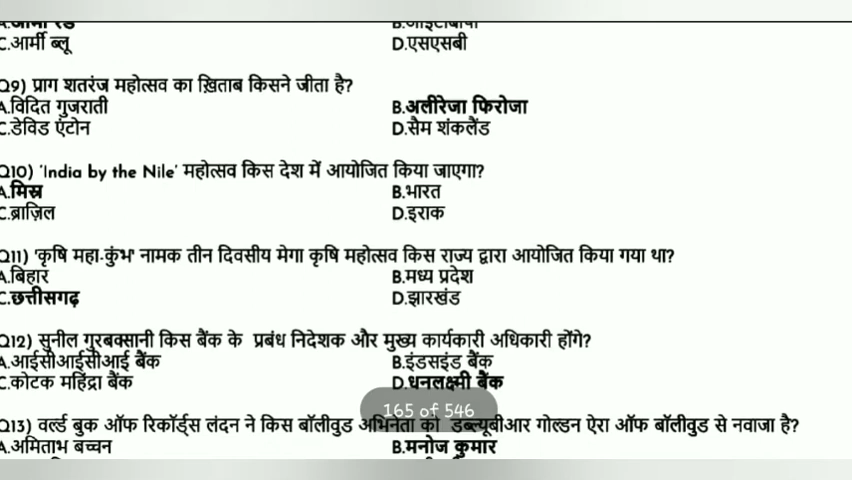 C.आर्मी ब्लू D.एसएसबी
Q9) प्राग शतरंज महोत्सव का ख़िताब किसने जीता है?
A.विदित गुजराती B.अलीरेजा फिरोजा
C.डेविड एंटोन D.सैम शंकलैंड
Q10) 'India by the Nile' महोत्सव किस देश में आयोजित किया जाएगा?
A.मिस्र B.भारत
C.ब्राज़िल D.इराक
Q11) 'कृषि महा-कुंभ' नामक तीन दिवसीय मेगा कृषि महोत्सव किस राज्य द्वारा आयोजित किया गया था?
A.बिहार B.मध्य प्रदेश
C.छत्तीसगढ़ D.झारखंड
Q12) सुनील गुरबक्सानी किस बैंक के प्रबंध निदेशक और मुख्य कार्यकारी अधिकारी होंगे?
A.आईसीआईसीआई बैंक B.इंडसइंड बैंक
C.कोटक महिंद्रा बैंक D.धनलक्ष्मी बैंक
165 of 546
Q13) वर्ल्ड बुक ऑफ रिकॉर्ड्स लंदन ने किस बॉलीवुड अभिनेता को डब्ल्यूबीआर गोल्डन ऐरा ऑफ बॉलीवुड से नवाजा है?
A.अमिताभ बच्चन B.मनोज कुमार